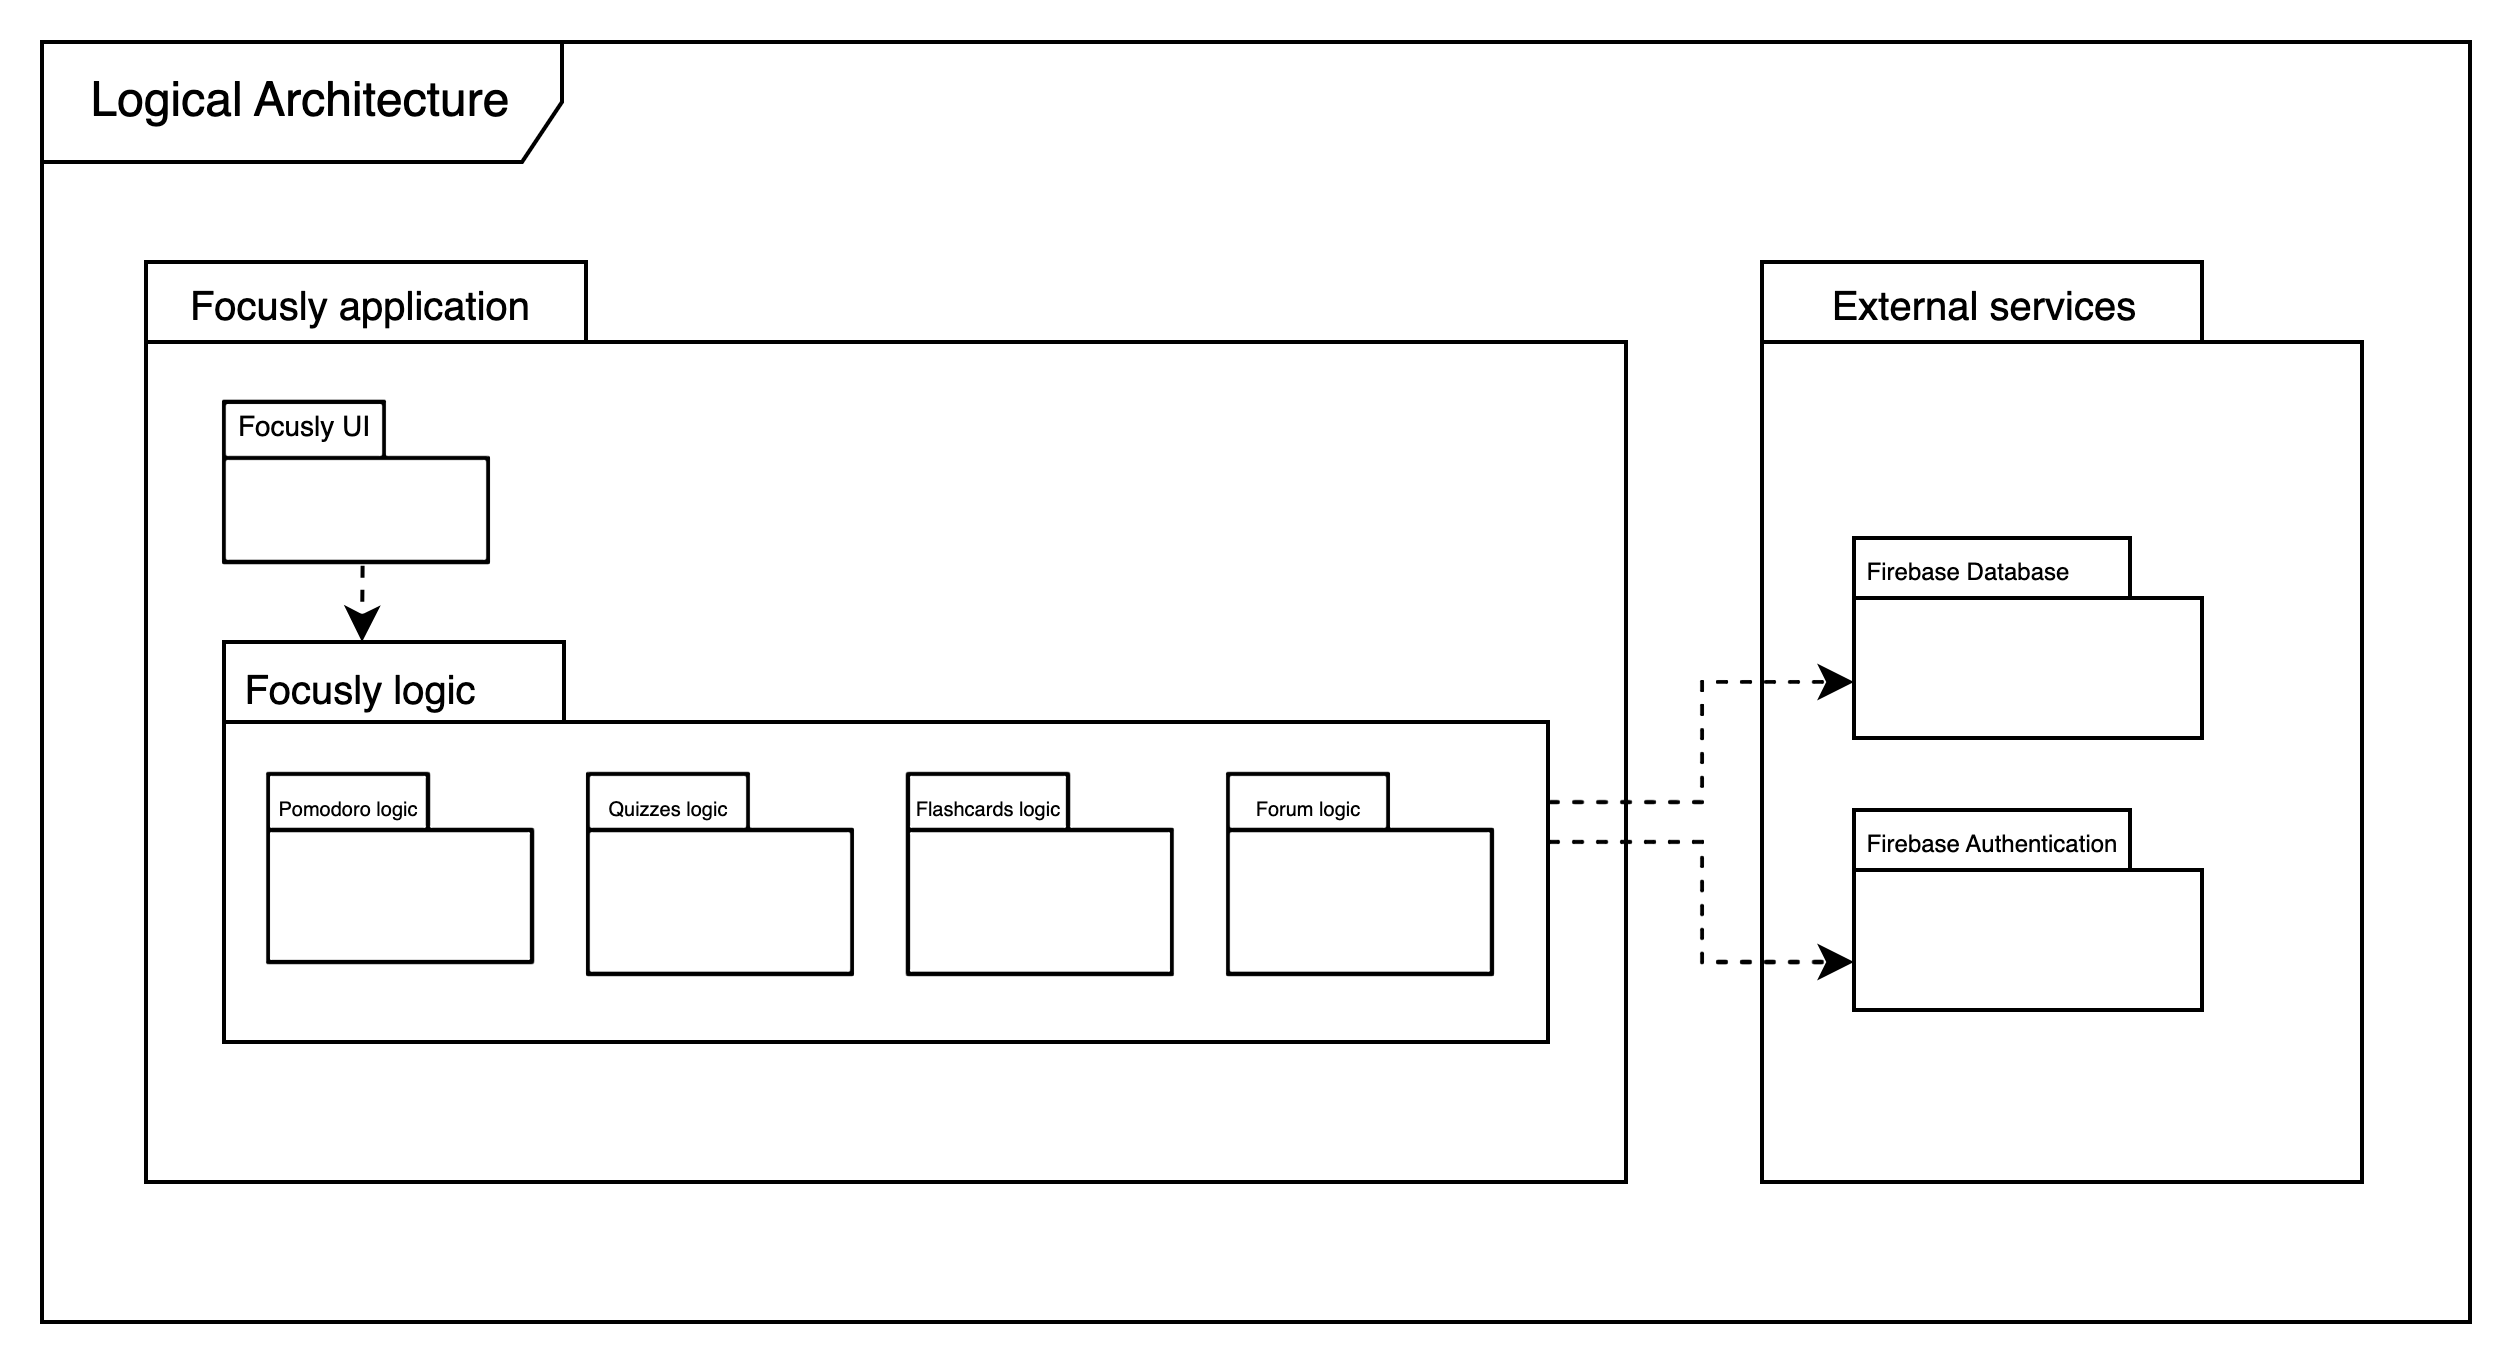 Logical Architecture
Focusly application
External services
Focusly UI
Firebase Database
Focusly logic
Pomodoro logic
Quizzes logic
Flashcards logic
Forum logic
Firebase Authentication